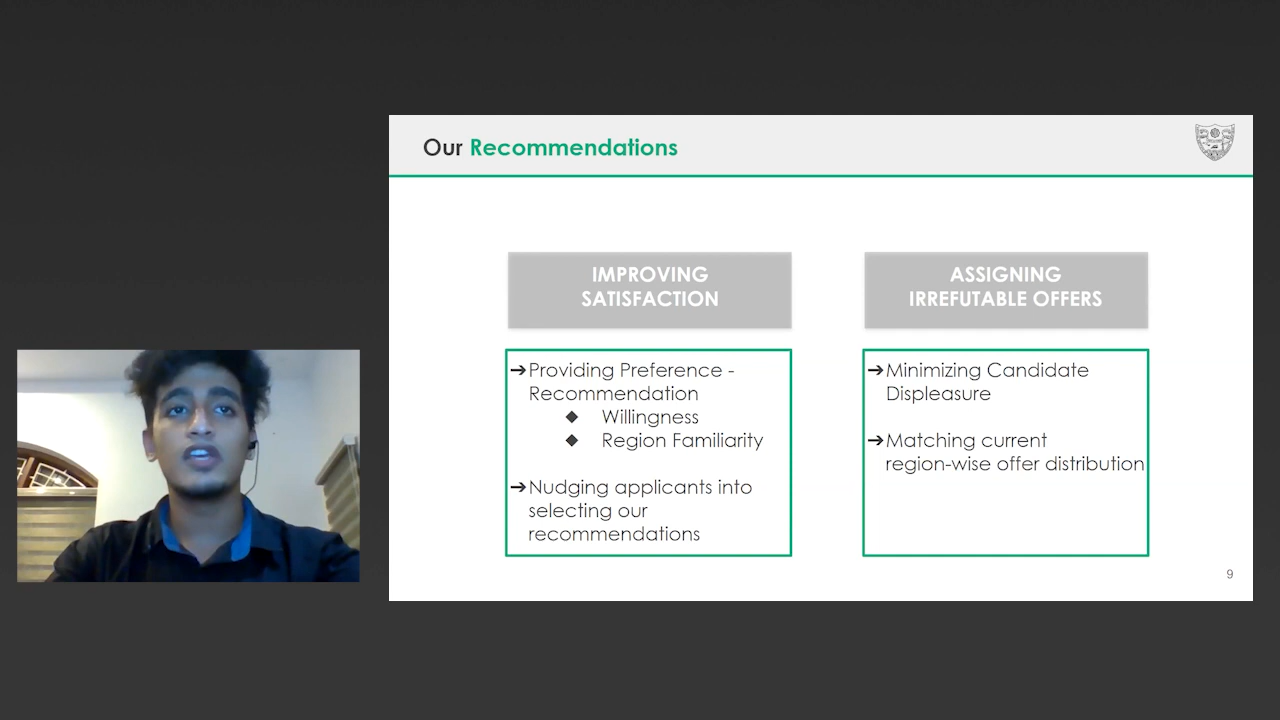 Our Recommendations
IMPROVING
SATISFACTION
➔Providing Preference -
Recommendation
◆ Willingness
◆ Region Familiarity
➔Nudging applicants into
selecting our
recommendations
ASSIGNING
IRREFUTABLE OFFERS
➔Minimizing Candidate
Displeasure
➔Matching current
region-wise offer distribution
9